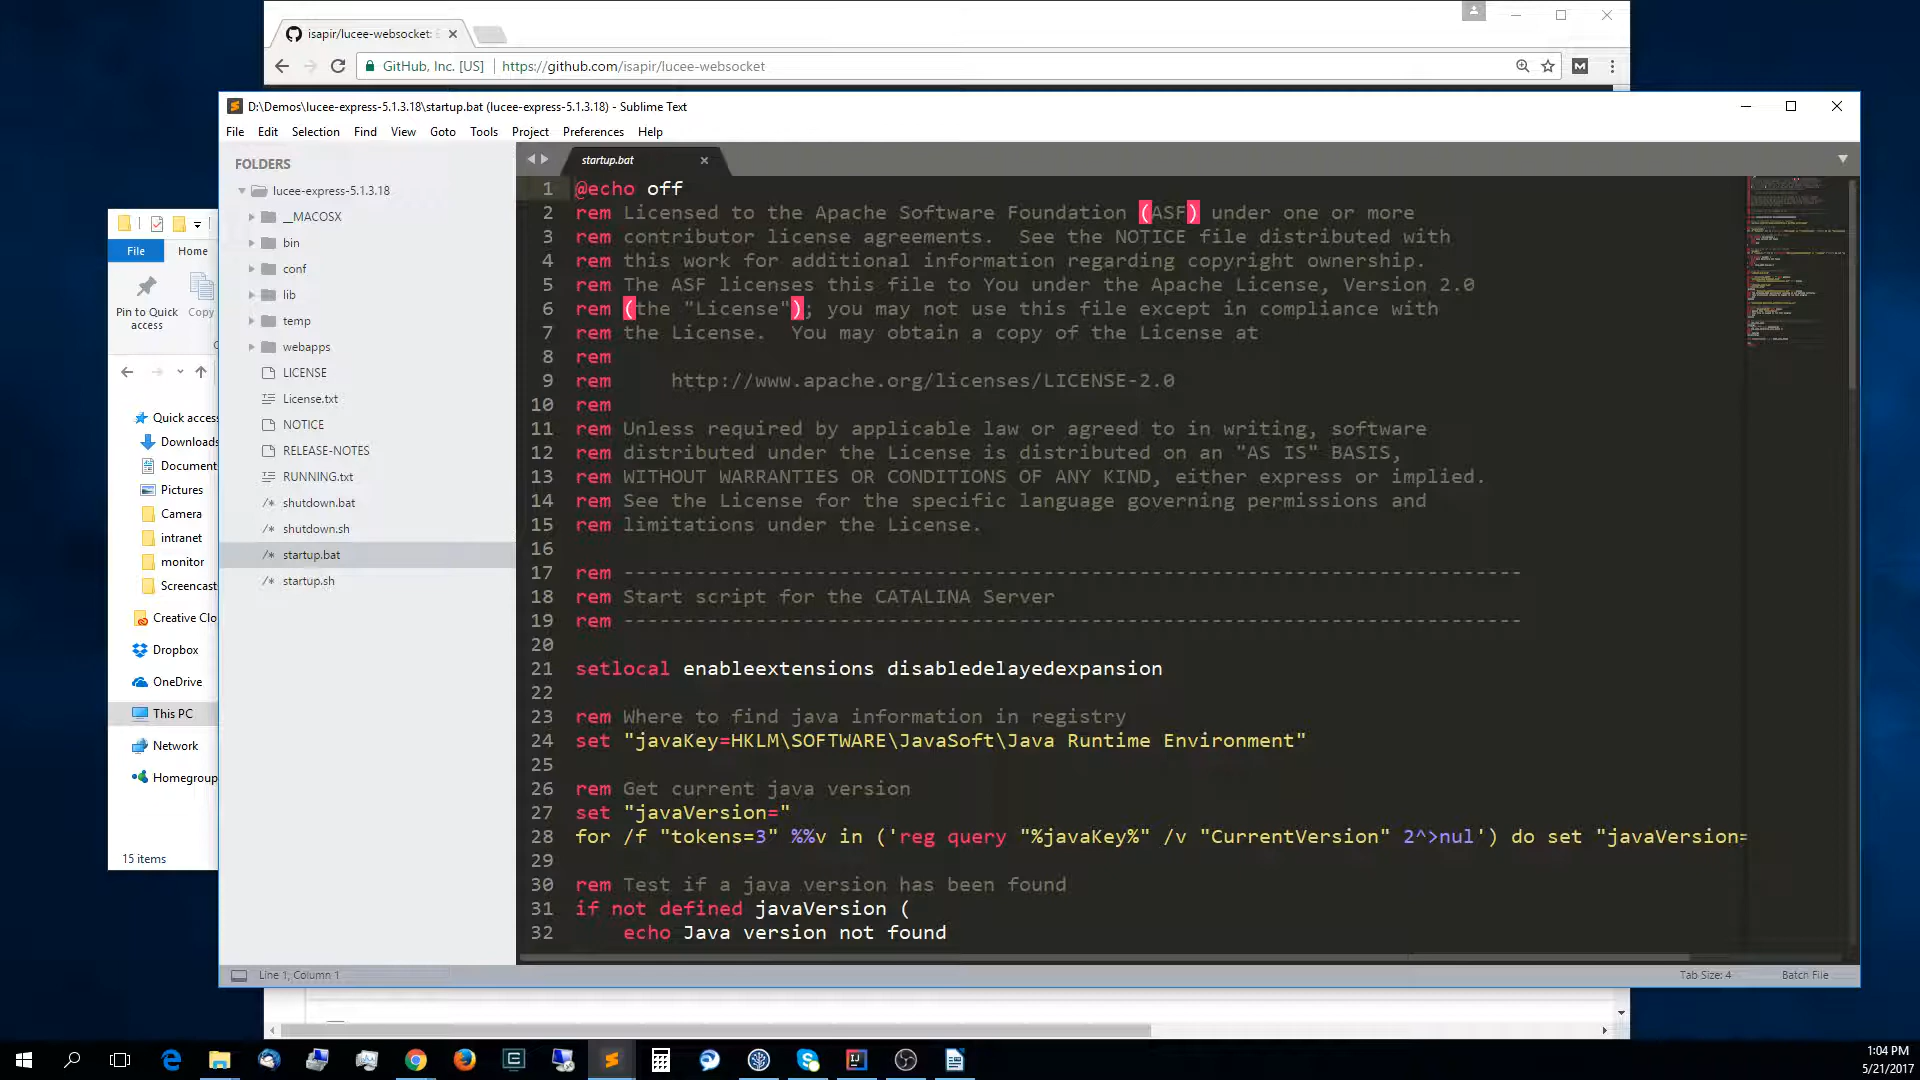 isapir/lucee-websocket:
GitHub, Inc. [US] https://github.com/isapir/lucee-websocket
D:\Demos\lucee-express-5.1.3.18\startup.bat (lucee-express-5.1.3.18) - Sublime Text
File Edit Selection Find View Goto Tools Project Preferences Help
FOLDERS
lucee-express-5.1.3.18
__MACOSX
bin
conf
lib
temp
webapps
LICENSE
License.txt
NOTICE
RELEASE-NOTES
RUNNING.txt
shutdown.bat
shutdown.sh
startup.bat
startup.sh
startup.bat
1 @echo off
2 rem Licensed to the Apache Software Foundation (ASF) under one or more
3 rem contributor license agreements.  See the NOTICE file distributed with
4 rem this work for additional information regarding copyright ownership.
5 rem The ASF licenses this file to You under the Apache License, Version 2.0
6 rem (the "License"); you may not use this file except in compliance with
7 rem the License.  You may obtain a copy of the License at
8 rem
9 rem     http://www.apache.org/licenses/LICENSE-2.0
10 rem
11 rem Unless required by applicable law or agreed to in writing, software
12 rem distributed under the License is distributed on an "AS IS" BASIS,
13 rem WITHOUT WARRANTIES OR CONDITIONS OF ANY KIND, either express or implied.
14 rem See the License for the specific language governing permissions and
15 rem limitations under the License.
16
17 rem ---------------------------------------------------------------------------
18 rem Start script for the CATALINA Server
19 rem ---------------------------------------------------------------------------
20
21 setlocal enableextensions disabledelayedexpansion
22
23 rem Where to find java information in registry
24 set "javaKey=HKLM\SOFTWARE\JavaSoft\Java Runtime Environment"
25
26 rem Get current java version
27 set "javaVersion="
28 for /f "tokens=3" %%v in ('reg query "%javaKey%" /v "CurrentVersion" 2^>nul') do set "javaVersion=
29
30 rem Test if a java version has been found
31 if not defined javaVersion (
32     echo Java version not found
Line 1, Column 1
Tab Size: 4
Batch File
File Home
Pin to Quick access
Copy
Quick access
Downloads
Document
Pictures
Camera
intranet
monitor
Screencast
Creative Clo
Dropbox
OneDrive
This PC
Network
Homegroup
15 items
1:04 PM
5/21/2017